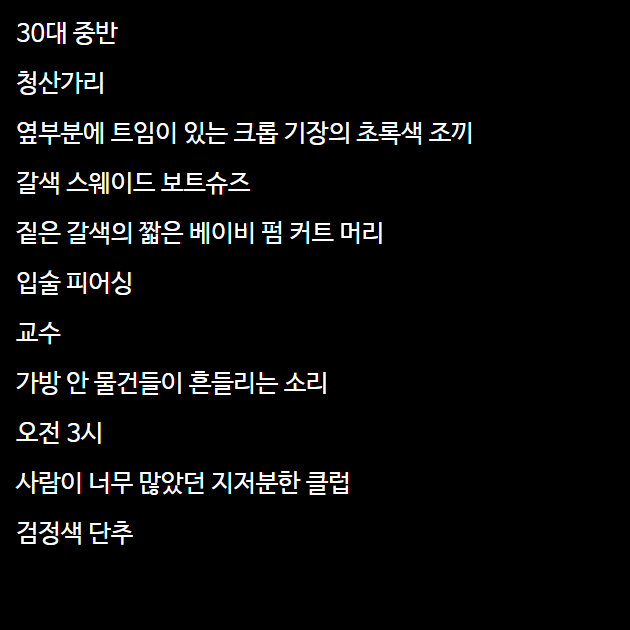 30대 중반
청산가리
옆부분에 트임이 있는 크롭 기장의 초록색 조끼
갈색 스웨이드 보트슈즈
짙은 갈색의 짧은 베이비 펌 커트 머리
입술 피어싱
교수
가방 안 물건들이 흔들리는 소리
오전 3시
사람이 너무 많았던 지저분한 클럽
검정색 단추